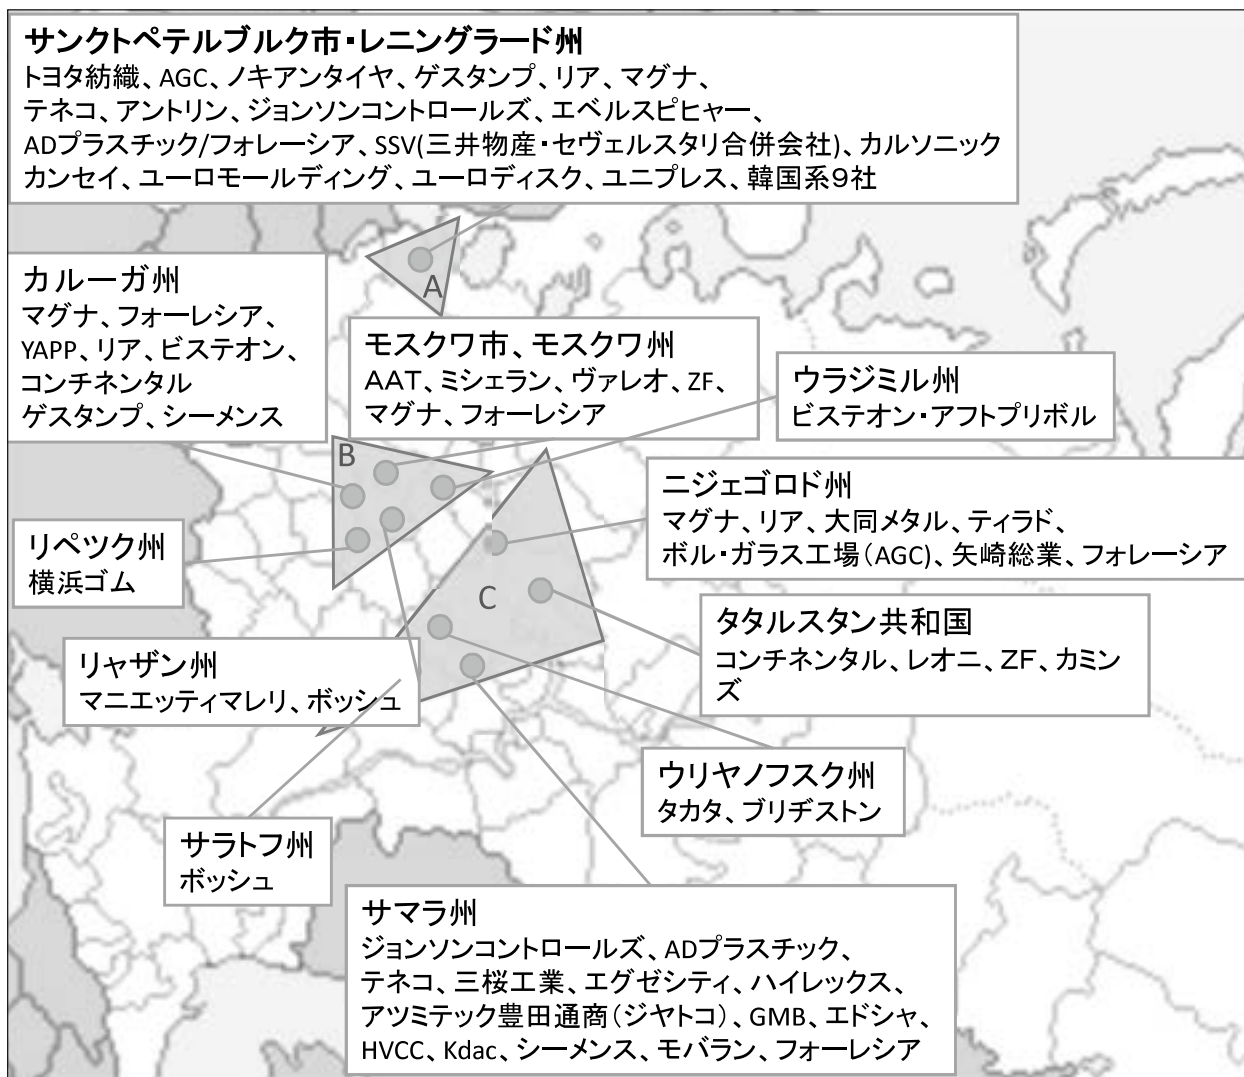 サンクトペテルブルク市・レニングラード州
トヨタ紡織、AGC、ノキアンタイヤ、ゲスタンプ、リア、マグナ、
テネコ、アントリン、ジョンソンコントロールズ、エベルスピヒャー、
ADプラスチック/フォレーシア、SSV(三井物産・セヴェルスタリ合併会社)、カルソニック
カンセイ、ユーロモールディング、ユーロディスク、ユニプレス、韓国系9社
A
カルーガ州
マグナ、フォーレシア、
YAPP、リア、ビステオン、
コンチネンタル
ゲスタンプ、シーメンス
モスクワ市、モスクワ州
AAT、ミシェラン、ヴァレオ、ZF、
マグナ、フォーレシア
ウラジミル州
ビステオン・アフトプリボル
B
ニジェゴロド州
マグナ、リア、大同メタル、ティラド、
ボル・ガラス工場(AGC)、矢崎総業、フォレーシア
リペツク州
横浜ゴム
C
タタルスタン共和国
コンチネンタル、レオニ、ZF、カミン
ズ
リャザン州
マニエッティマレリ、ボッシュ
ウリヤノフスク州
タカタ、ブリヂストン
サラトフ州
ボッシュ
サマラ州
ジョンソンコントロールズ、ADプラスチック、
テネコ、三桜工業、エグゼシティ、ハイレックス、
アツミテック豊田通商(ジヤトコ)、GMB、エドシャ、
HVCC、Kdac、シーメンス、モバラン、フォーレシア